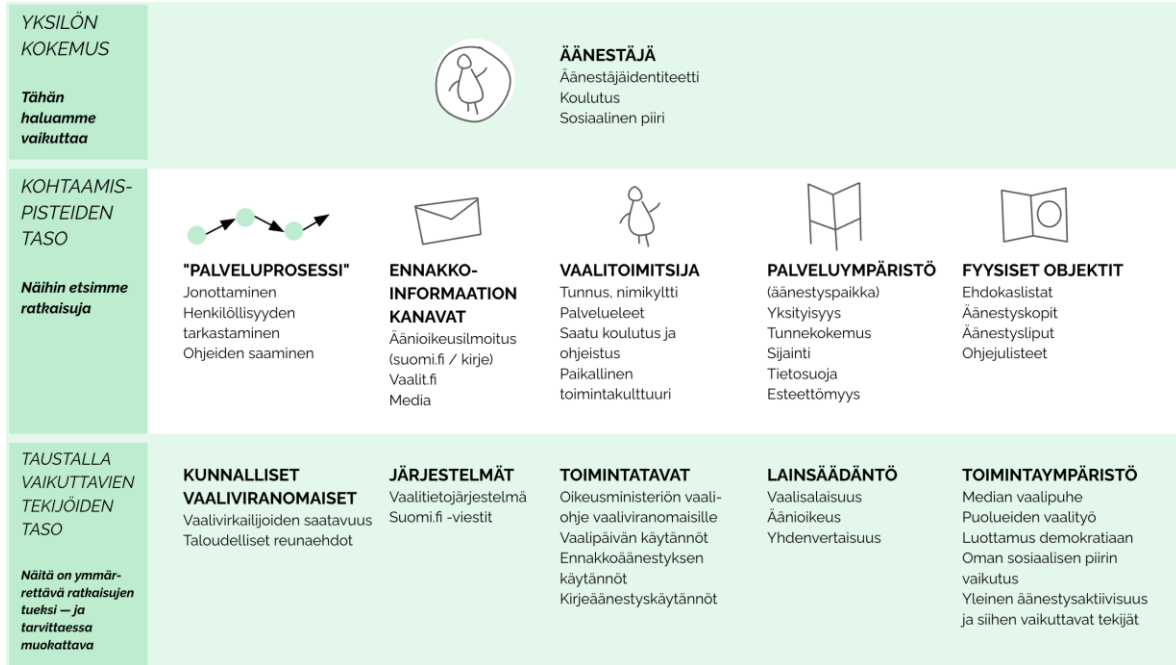 YKSILÖN
KOKEMUS
Tähän
haluamme
vaikuttaa
ÄÄNESTÄJÄ
Äänestäjäidentiteetti
Koulutus
Sosiaalinen piiri
KOHTAAMIS-
PISTEIDEN
TASO
Näihin etsimme
ratkaisuja
"PALVELUPROSESSI"
Jonottaminen
Henkilöllisyyden
tarkastaminen
Ohjeiden saaminen
ENNAKKO-
INFORMAATION
KANAVAT
Äänioikeusilmoitus
(suomi.fi / kirje)
Vaalit.fi
Media
VAALITOIMITSIJA
Tunnus, nimikyltti
Palvelueleet
Saatu koulutus ja
ohjeistus
Paikallinen
toimintakulttuuri
PALVELUYMPÄRISTÖ
(äänestyspaikka)
Yksityisyys
Tunnekokemus
Sijainti
Tietosuoja
Esteettömyys
FYYSISET OBJEKTIT
Ehdokaslistat
Äänestyskopit
Äänestysliput
Ohjejulisteet
TAUSTALLA
VAIKUTTAVIEN
TEKIJÖIDEN
TASO
Näitä on ymmär-
rettävä ratkaisujen
tueksi — ja
tarvittaessa
muokattava
KUNNALLISET
VAALIVIRANOMAISET
Vaalivirkailijoiden saatavuus
Taloudelliset reunaehdot
JÄRJESTELMÄT
Vaalitietojärjestelmä
Suomi.fi -viestit
TOIMINTATAVAT
Oikeusministeriön vaali-
ohje vaaliviranomaisille
Vaalipäivän käytännöt
Ennakkoäänestyksen
käytännöt
Kirjeäänestyskäytännöt
LAINSÄÄDÄNTÖ
Vaalisalaisuus
Äänioikeus
Yhdenvertaisuus
TOIMINTAYMPÄRISTÖ
Median vaalipuhe
Puolueiden vaalityö
Luottamus demokratiaan
Oman sosiaalisen piirin
vaikutus
Yleinen äänestysaktiivisuus
ja siihen vaikuttavat tekijät